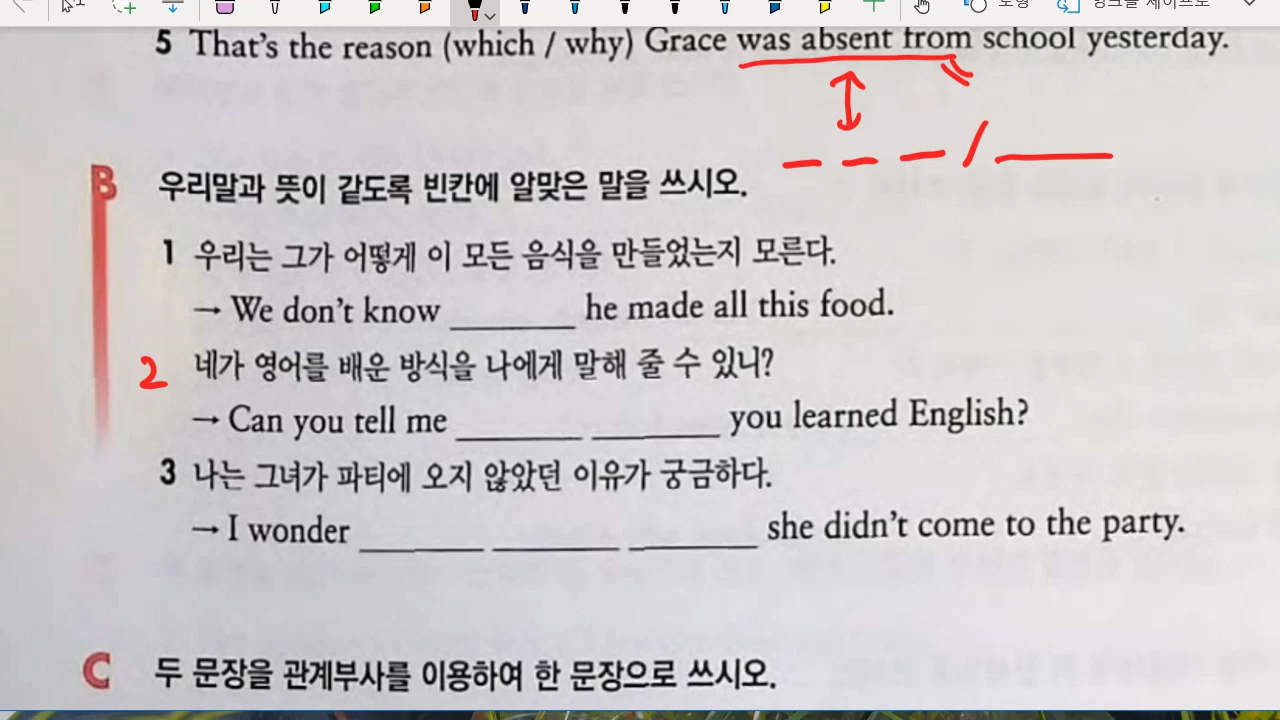 5 That's the reason (which / why) Grace was absent from school yesterday.
B 우리말과 뜻이 같도록 빈칸에 알맞은 말을 쓰시오.
1 우리는 그가 어떻게 이 모든 음식을 만들었는지 모른다.
→ We don't know ______ he made all this food.
2 네가 영어를 배운 방식을 나에게 말해 줄 수 있니?
→ Can you tell me ______ ______ you learned English?
3 나는 그녀가 파티에 오지 않았던 이유가 궁금하다.
→ I wonder ______ ______ ______ she didn't come to the party.
C 두 문장을 관계부사를 이용하여 한 문장으로 쓰시오.